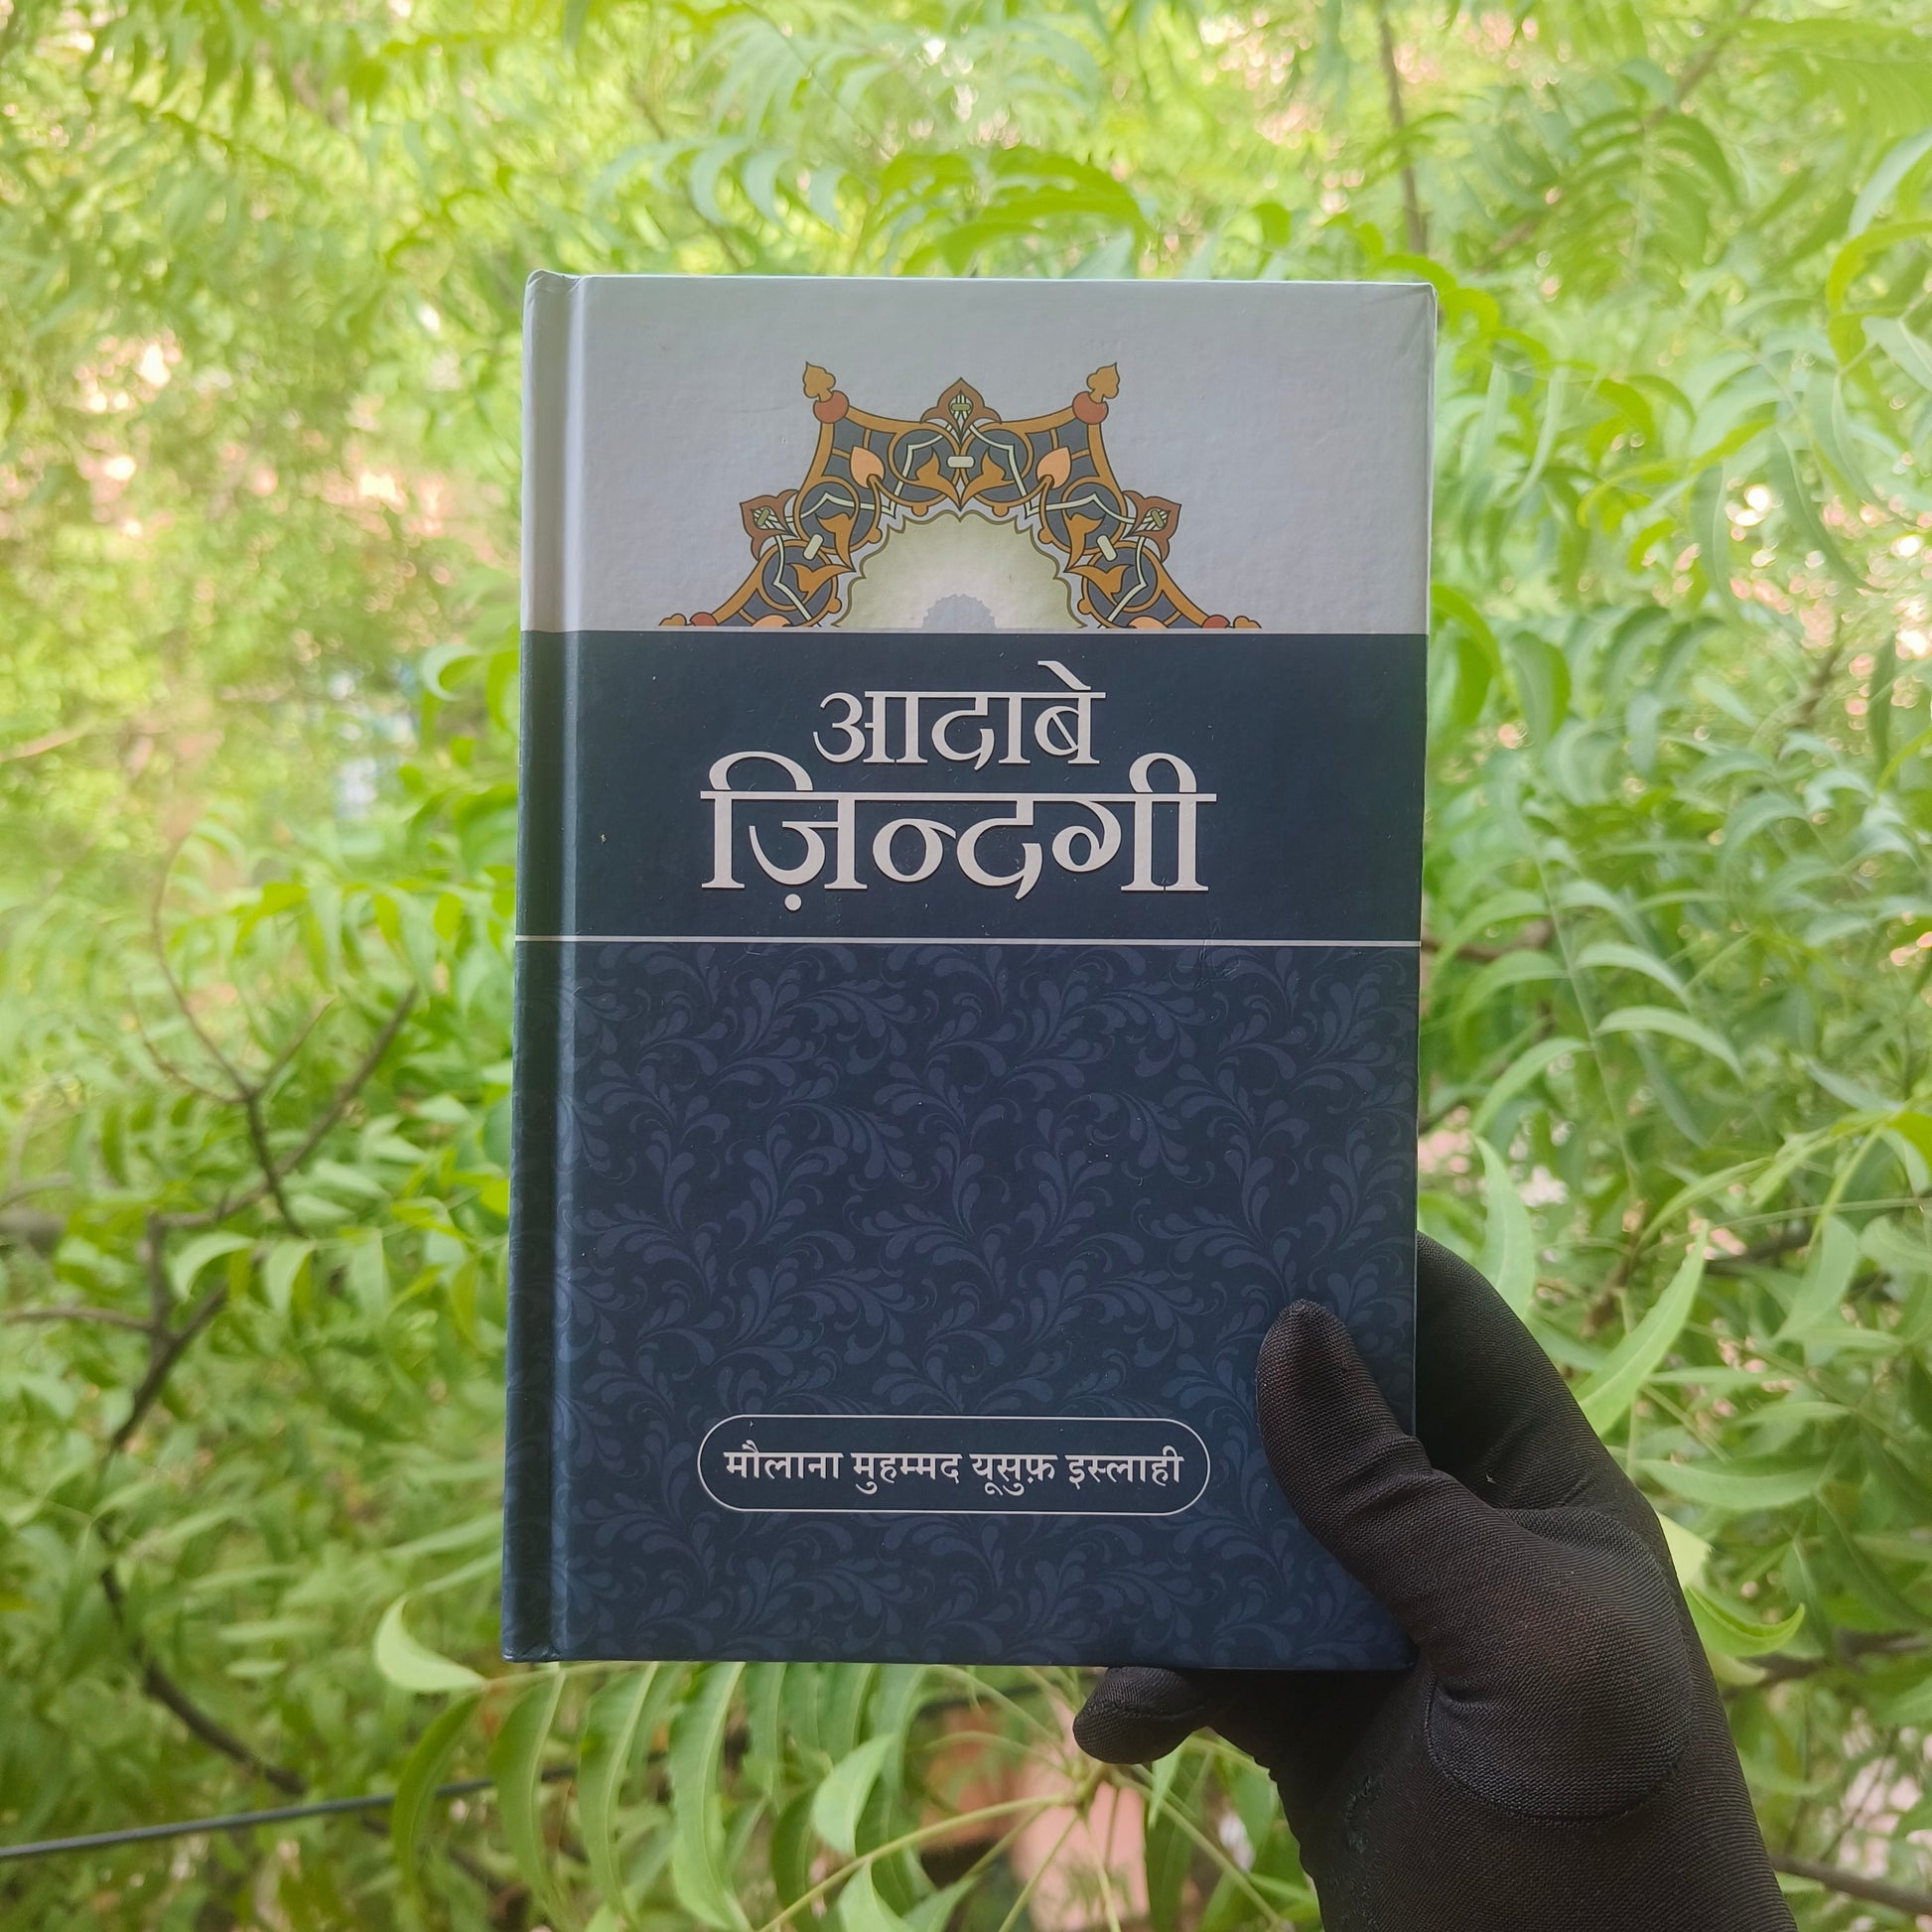 आदाबे
ज़िन्दगी
मौलाना मुहम्मद यूसुफ़ इस्लाही